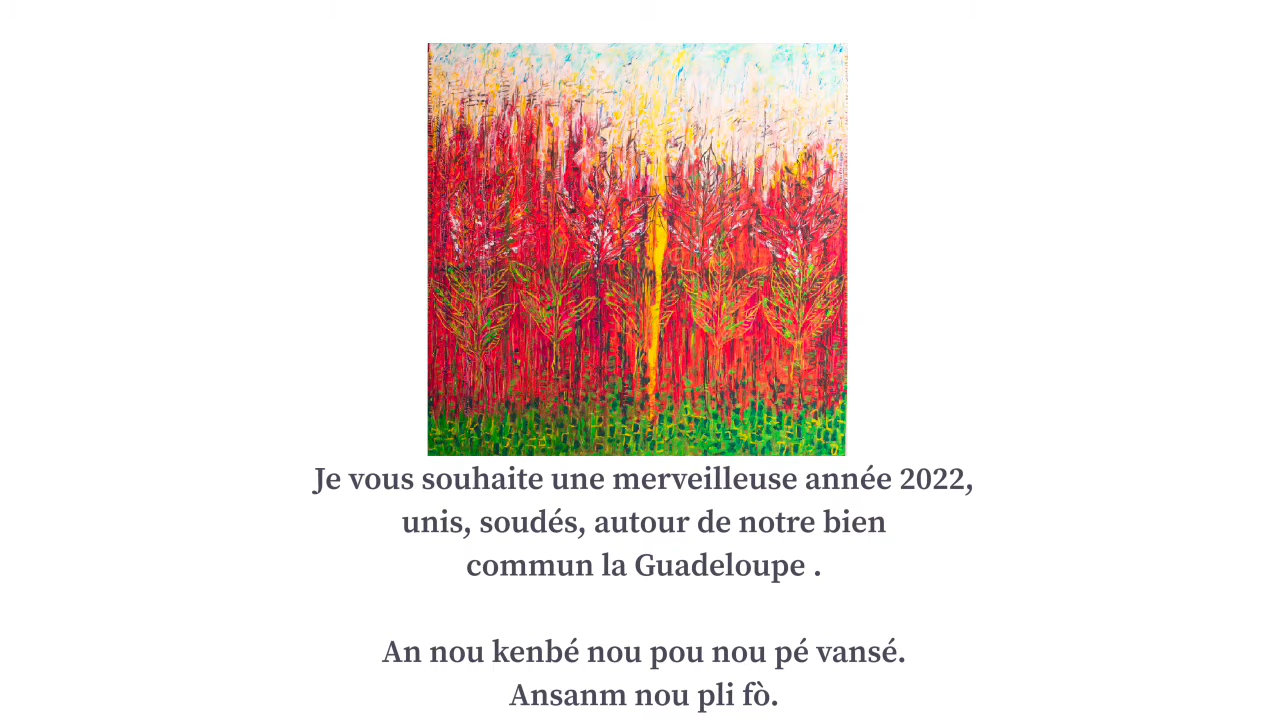 Je vous souhaite une merveilleuse année 2022,
unis, soudés, autour de notre bien
commun la Guadeloupe .
An nou kenbé nou pou nou pé vansé.
Ansanm nou pli fò.